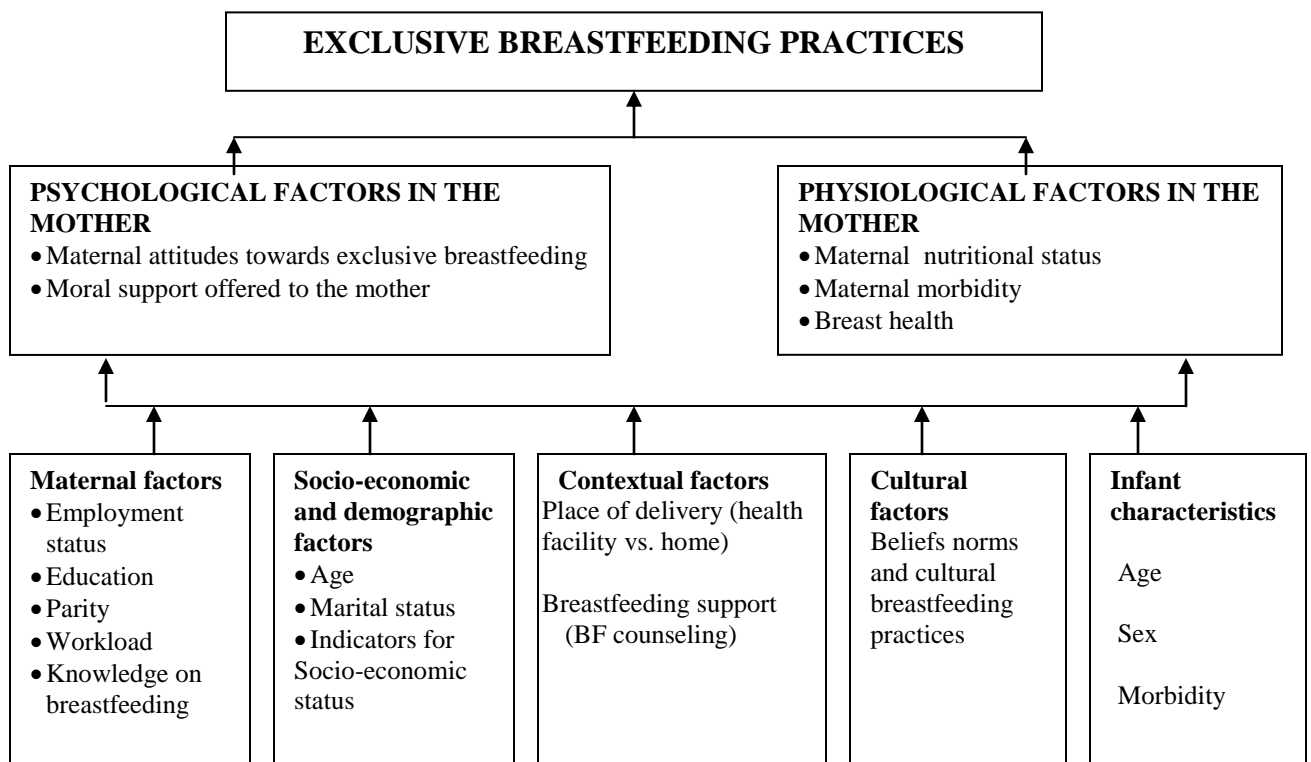 EXCLUSIVE BREASTFEEDING PRACTICES
PSYCHOLOGICAL FACTORS IN THE
MOTHER
• Maternal attitudes towards exclusive breastfeeding
• Moral support offered to the mother
PHYSIOLOGICAL FACTORS IN THE
MOTHER
• Maternal nutritional status
• Maternal morbidity
• Breast health
Maternal factors
• Employment
status
• Education
• Parity
• Workload
• Knowledge on
breastfeeding
Socio-economic
and demographic
factors
• Age
• Marital status
• Indicators for
Socio-economic
status
Contextual factors
Place of delivery (health
facility vs. home)
Breastfeeding support
(BF counseling)
Cultural
factors
Beliefs norms
and cultural
breastfeeding
practices
Infant
characteristics
Age
Sex
Morbidity